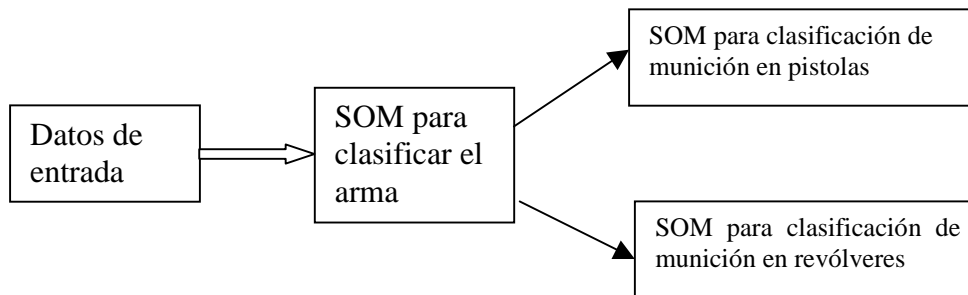 Datos de
entrada
SOM para
clasificar el
arma
SOM para clasificación de
munición en pistolas
SOM para clasificación de
munición en revólveres